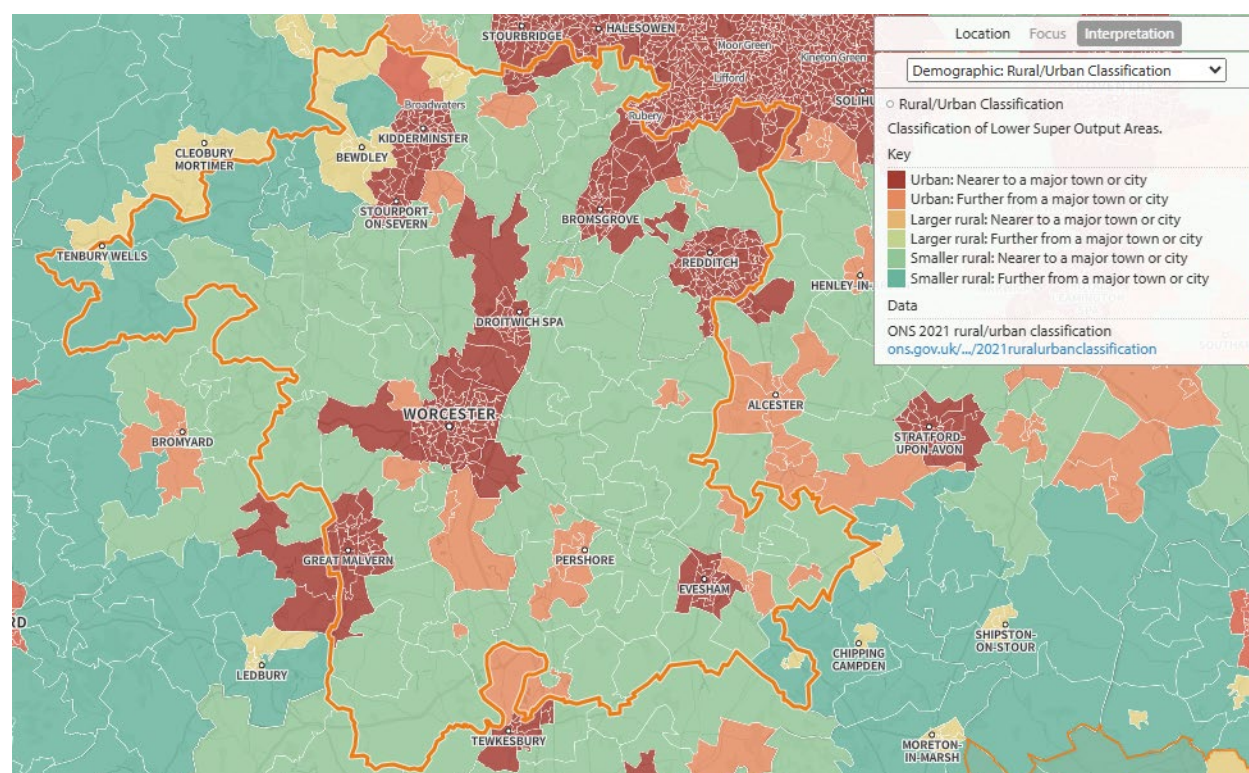 STOURBRIDGE
HALESOWEN
Moor Green
Kineton Green
Lifford
Broadwaters
Rubery
KIDDERMINSTER
CLEOBURY
MORTIMER
BEWDLEY
STOURPORT-
ON-SEVERN
BROMSGROVE
TENBURY WELLS
REDDITCH
HENLEY-IN-
DROITWICH SPA
ALCESTER
WORCESTER
BROMYARD
STRATFORD-
UPON-AVON
GREAT MALVERN
PERSHORE
EVESHAM
RD
SHIPSTON-
ON-STOUR
CHIPPING
CAMPDEN
LEDBURY
TEWKESBURY
MORETON-
IN-MARSH
Location Focus Interpretation
Demographic: Rural/Urban Classification
Rural/Urban Classification
Classification of Lower Super Output Areas.
Key
Urban: Nearer to a major town or city
Urban: Further from a major town or city
Larger rural: Nearer to a major town or city
Larger rural: Further from a major town or city
Smaller rural: Nearer to a major town or city
Smaller rural: Further from a major town or city
Data
ONS 2021 rural/urban classification
ons.gov.uk/.../2021ruralurbanclassification